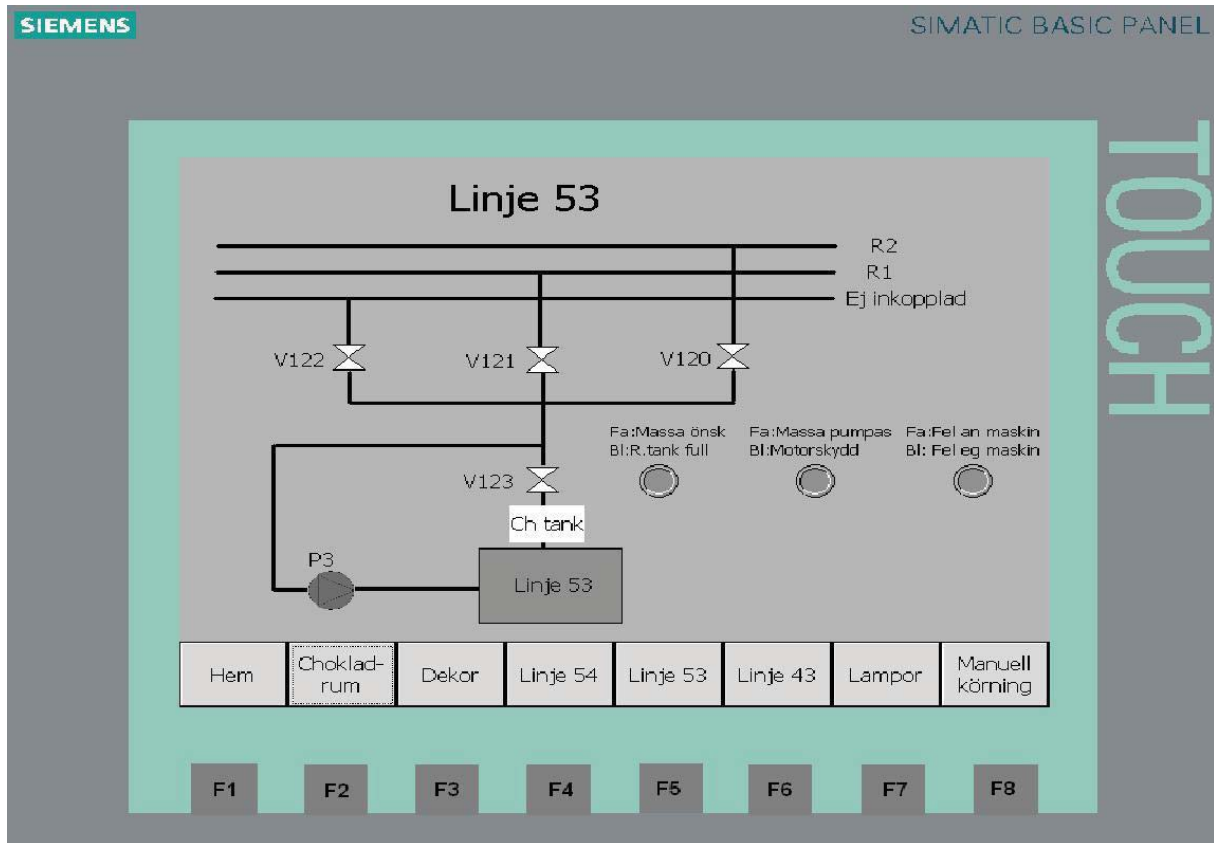 SIEMENS
SIMATIC BASIC PANEL
TOUCH
Linje 53
R2
R1
Ej inkopplad
V122
V121
V120
Fa:Massa önsk
Bl:R.tank full
Fa:Massa pumpas
Bl:Motorskydd
Fa:Fel an maskin
Bl: Fel eg maskin
V123
Ch tank
P3
Linje 53
Hem
Choklad-
rum
Dekor
Linje 54
Linje 53
Linje 43
Lampor
Manuell
körning
F1
F2
F3
F4
F5
F6
F7
F8